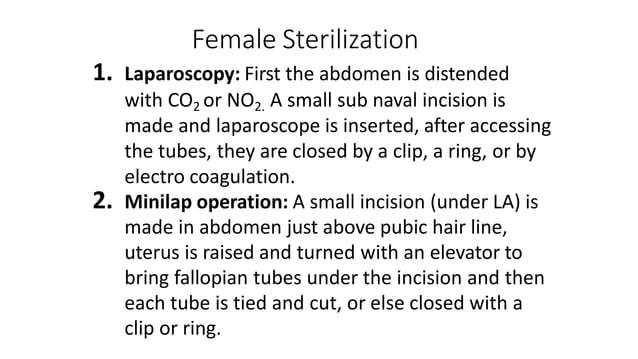 Female Sterilization
1. Laparoscopy: First the abdomen is distended
with CO2 or NO2. A small sub naval incision is
made and laparoscope is inserted, after accessing
the tubes, they are closed by a clip, a ring, or by
electro coagulation.
2. Minilap operation: A small incision (under LA) is
made in abdomen just above pubic hair line,
uterus is raised and turned with an elevator to
bring fallopian tubes under the incision and then
each tube is tied and cut, or else closed with a
clip or ring.